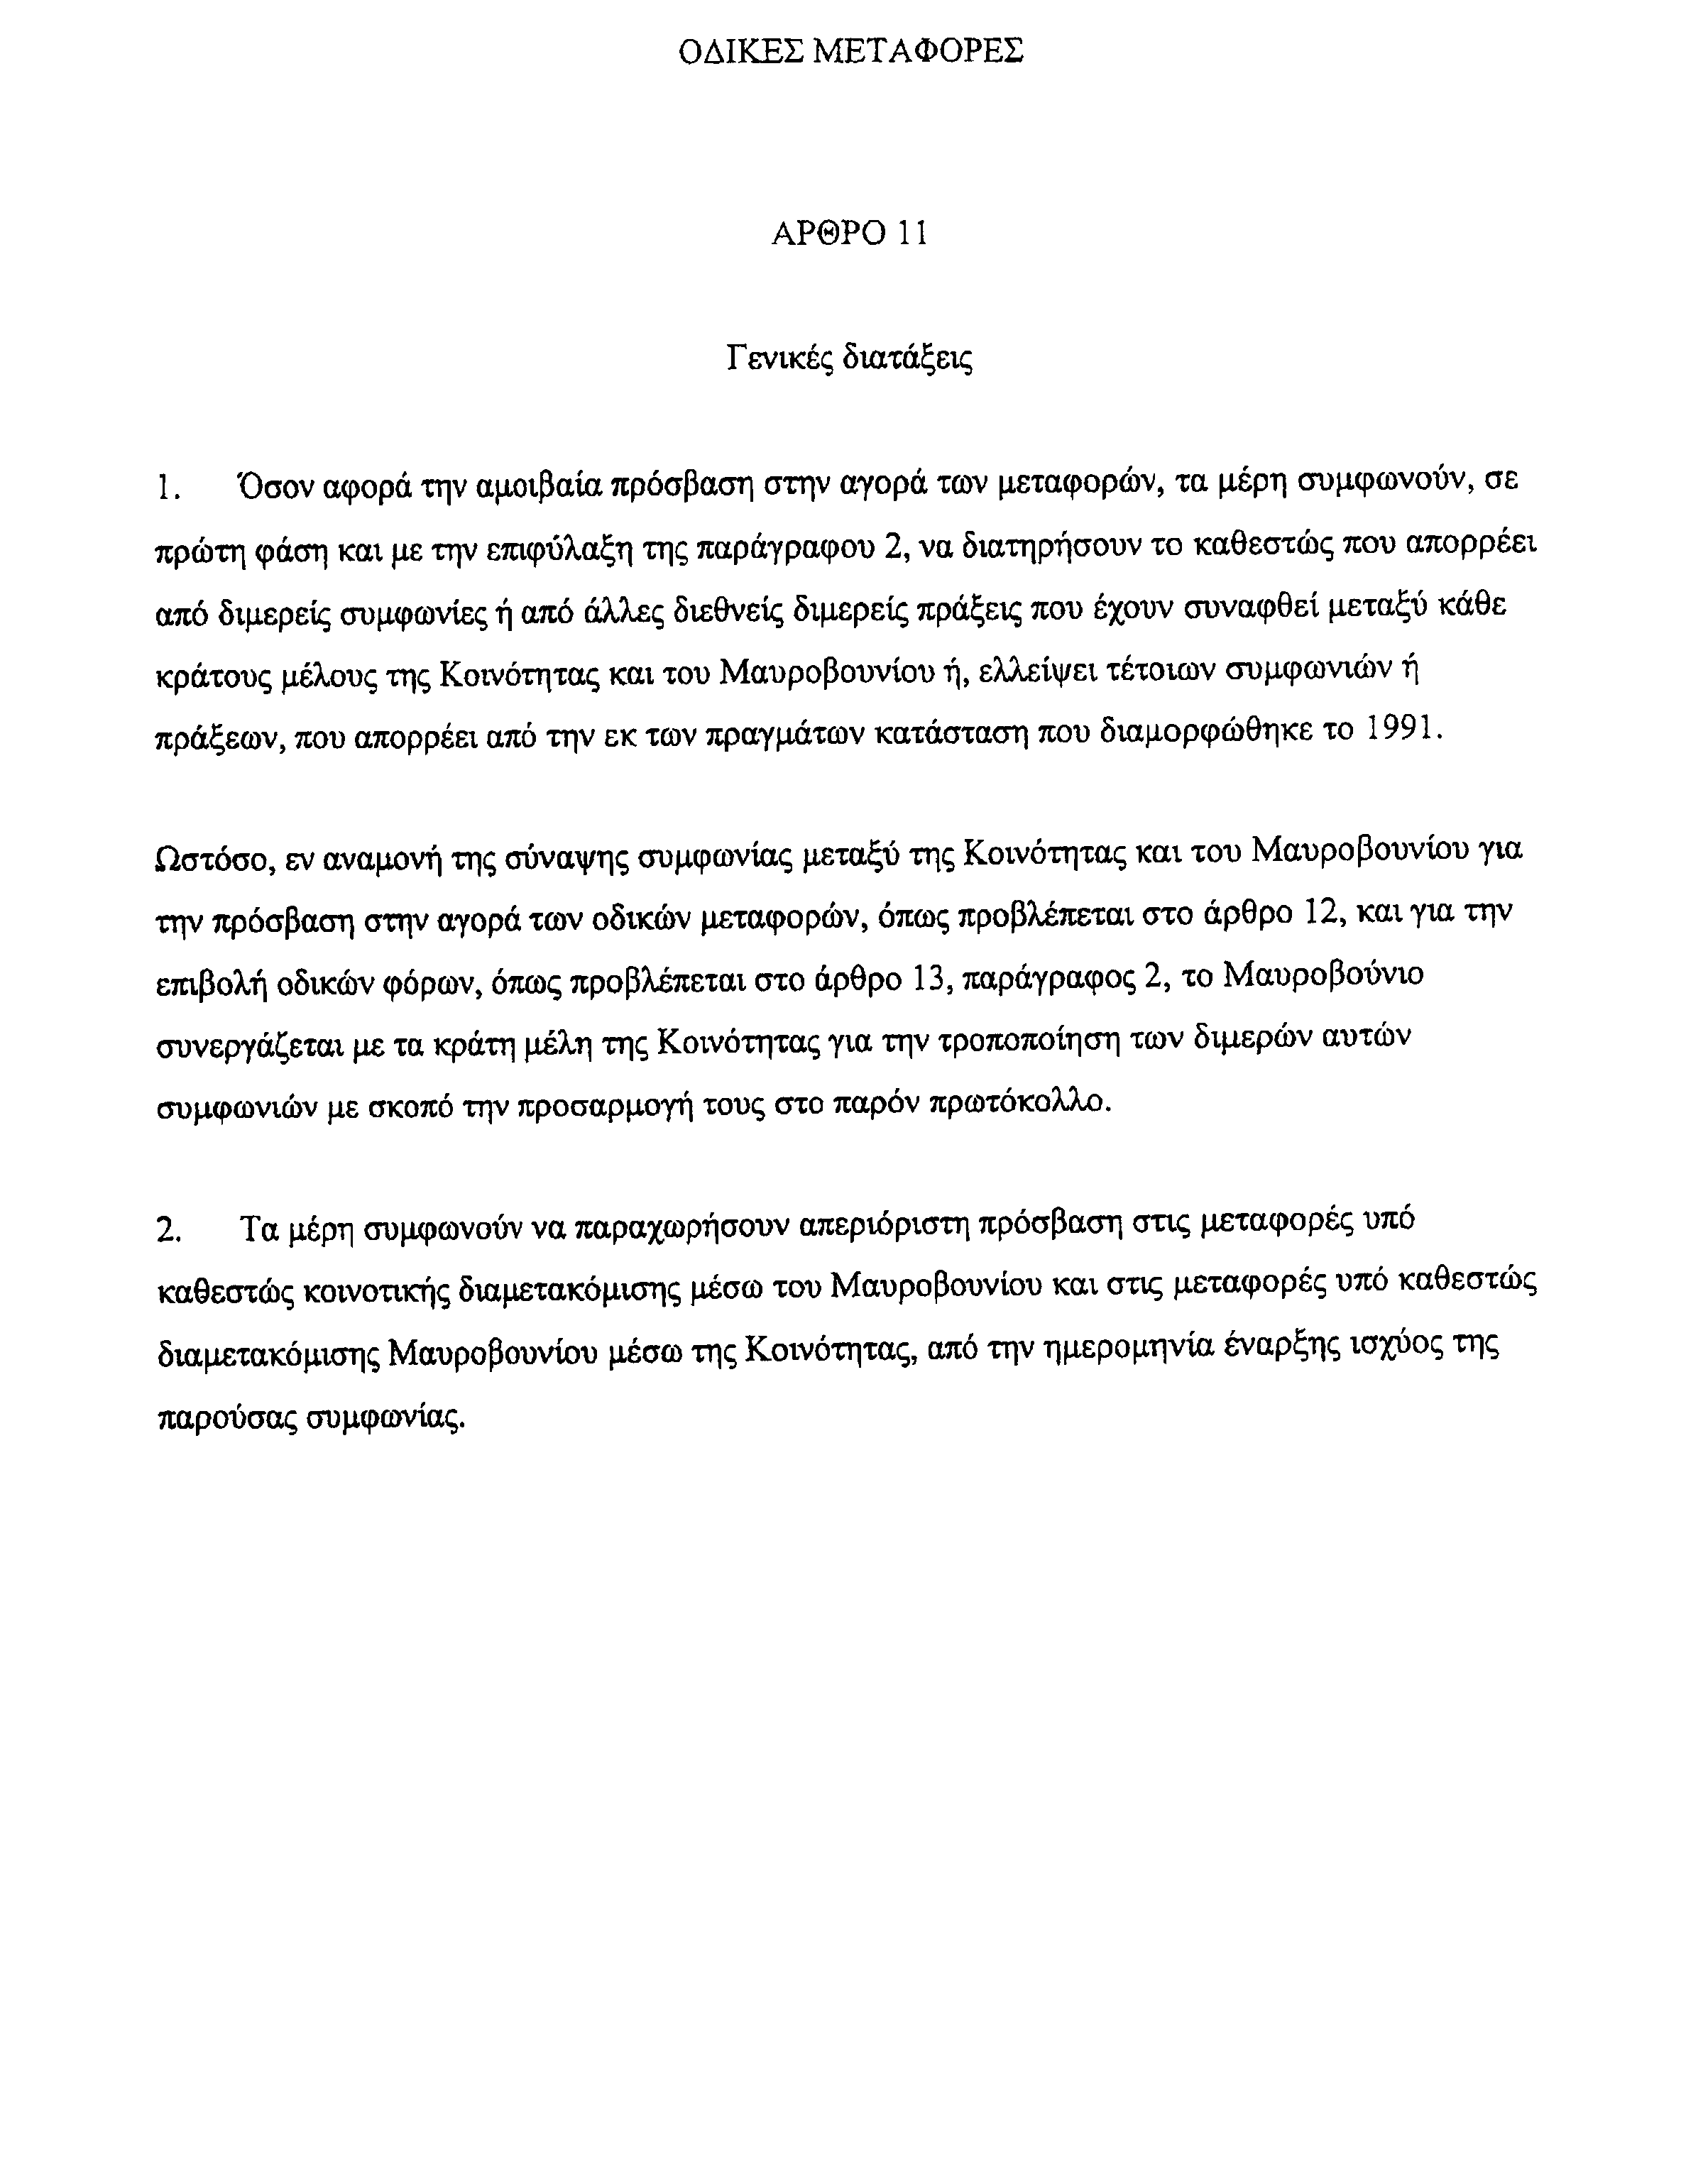 ΟΔΙΚΕΣ ΜΕΤΑΦΟΡΕΣ
ΑΡΘΡΟ 11
Γενικές διατάξεις
1. Όσον αφορά την αμοιβαία πρόσβαση στην αγορά των μεταφορών, τα μέρη συμφωνούν, σε
πρώτη φάση και με την επιφύλαξη της παράγραφου 2, να διατηρήσουν το καθεστώς που απορρέει
από διμερείς συμφωνίες ή από άλλες διεθνείς διμερείς πράξεις που έχουν συναφθεί μεταξύ κάθε
κράτους μέλους της Κοινότητας και του Μαυροβουνίου ή, ελλείψει τέτοιων συμφωνιών ή
πράξεων, που απορρέει από την εκ των πραγμάτων κατάσταση που διαμορφώθηκε το 1991.
Ωστόσο, εν αναμονή της σύναψης συμφωνίας μεταξύ της Κοινότητας και του Μαυροβουνίου για
την πρόσβαση στην αγορά των οδικών μεταφορών, όπως προβλέπεται στο άρθρο 12, και για την
επιβολή οδικών φόρων, όπως προβλέπεται στο άρθρο 13, παράγραφος 2, το Μαυροβούνιο
συνεργάζεται με τα κράτη μέλη της Κοινότητας για την τροποποίηση των διμερών αυτών
συμφωνιών με σκοπό την προσαρμογή τους στο παρόν πρωτόκολλο.
2. Τα μέρη συμφωνούν να παραχωρήσουν απεριόριστη πρόσβαση στις μεταφορές υπό
καθεστώς κοινοτικής διαμετακόμισης μέσω του Μαυροβουνίου και στις μεταφορές υπό καθεστώς
διαμετακόμισης Μαυροβουνίου μέσω της Κοινότητας, από την ημερομηνία έναρξης ισχύος της
παρούσας συμφωνίας.